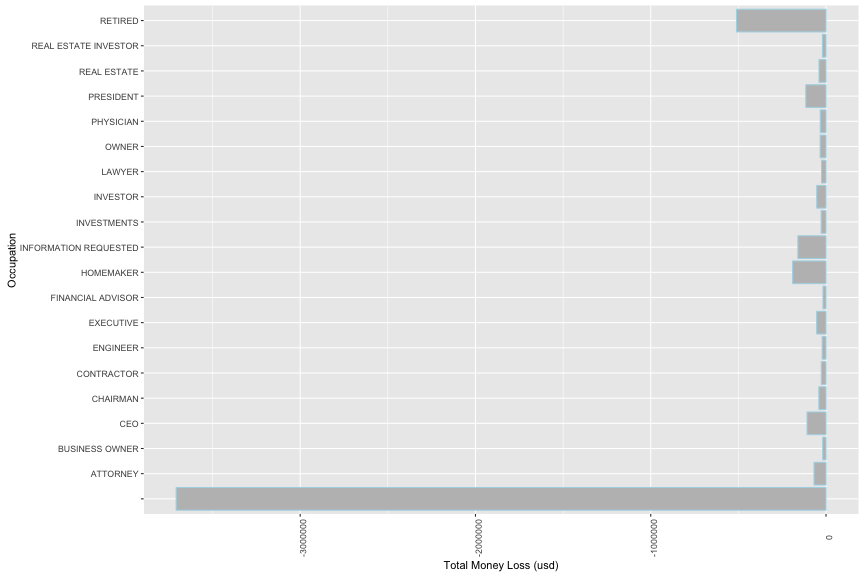 RETIRED
REAL ESTATE INVESTOR
REAL ESTATE
PRESIDENT
PHYSICIAN
OWNER
LAWYER
INVESTOR
INVESTMENTS
INFORMATION REQUESTED
HOMEMAKER
FINANCIAL ADVISOR
EXECUTIVE
ENGINEER
CONTRACTOR
CHAIRMAN
CEO
BUSINESS OWNER
ATTORNEY
Occupation
-3000000
-2000000
-1000000
0
Total Money Loss (usd)